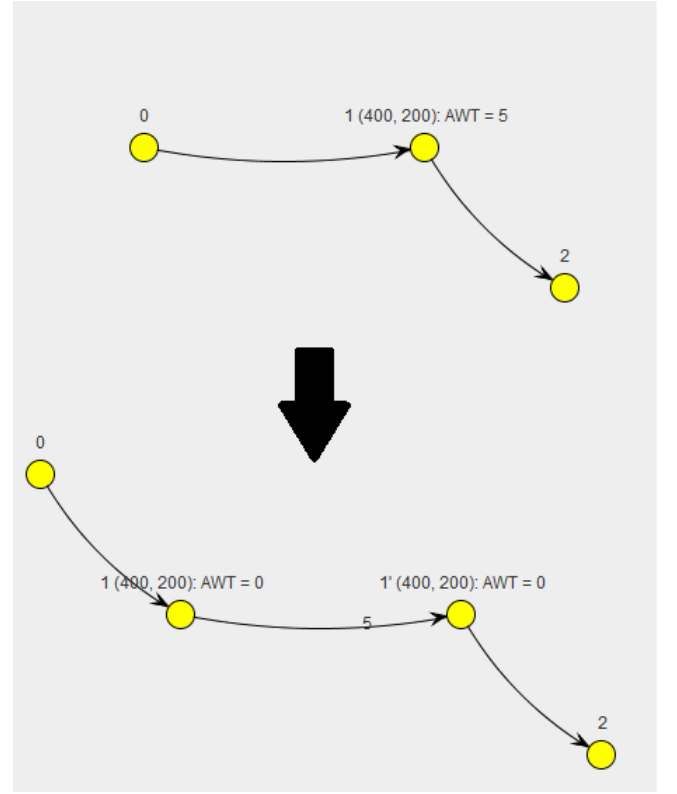 0
1 (400, 200): AWT = 5
2
0
1 (400, 200): AWT = 0
1' (400, 200): AWT = 0
5
2